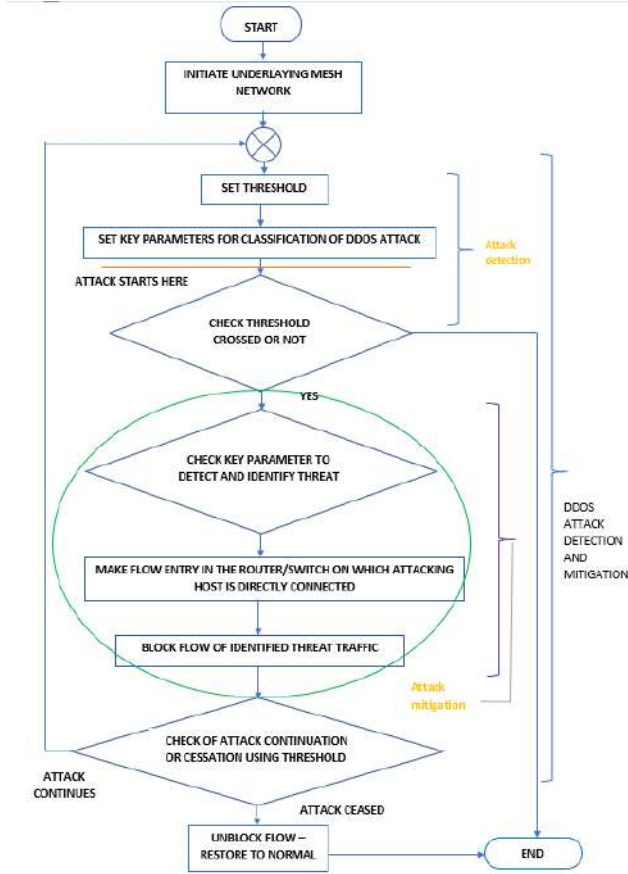 START
INITIATE UNDERLAYING MESH
NETWORK
SET THRESHOLD
SET KEY PARAMETERS FOR CLASSIFICATION OF DDOS ATTACK
Attack
detection
ATTACK STARTS HERE
CHECK THRESHOLD
CROSSED OR NOT
YES
CHECK KEY PARAMETER TO
DETECT AND IDENTIFY THREAT
DDOS
ATTACK
DETECTION
AND
MITIGATION
MAKE FLOW ENTRY IN THE ROUTER/SWITCH ON WHICH ATTACKING
HOST IS DIRECTLY CONNECTED
BLOCK FLOW OF IDENTIFIED THREAT TRAFFIC
Attack
mitigation
CHECK OF ATTACK CONTINUATION
OR CESSATION USING THRESHOLD
ATTACK
CONTINUES
ATTACK CEASED
UNBLOCK FLOW –
RESTORE TO NORMAL
END